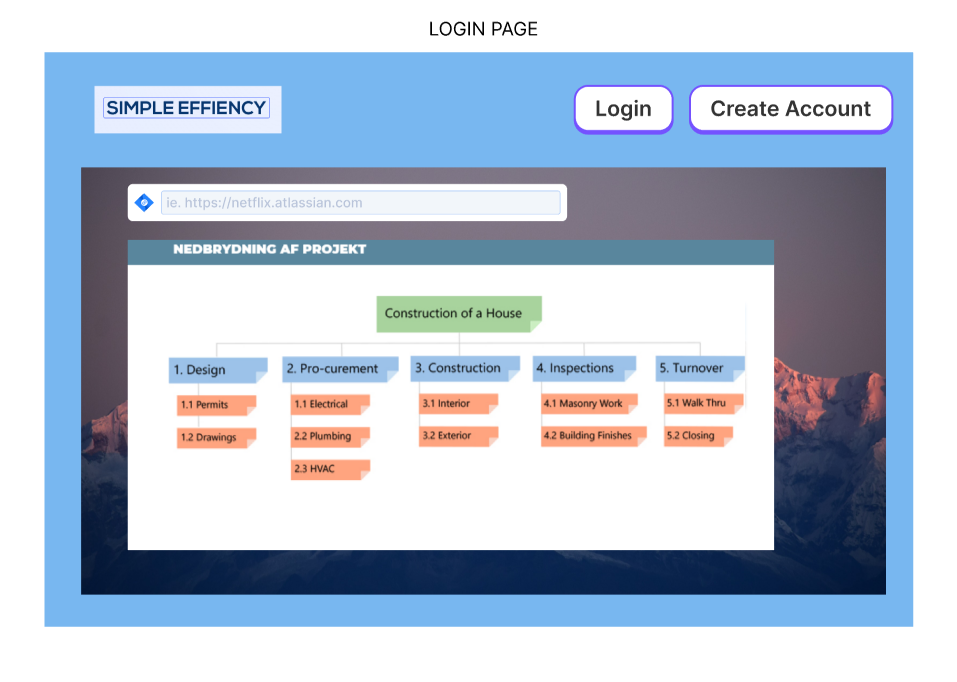 LOGIN PAGE
SIMPLE EFFIENCY
Login
Create Account
ie. https://netflix.atlassian.com
NEDBRYDNING AF PROJEKT
Construction of a House
1. Design
2. Pro-curement
3. Construction
4. Inspections
5. Turnover
1.1 Permits
1.1 Electrical
3.1 Interior
4.1 Masonry Work
5.1 Walk Thru
1.2 Drawings
2.2 Plumbing
3.2 Exterior
4.2 Building Finishes
5.2 Closing
2.3 HVAC